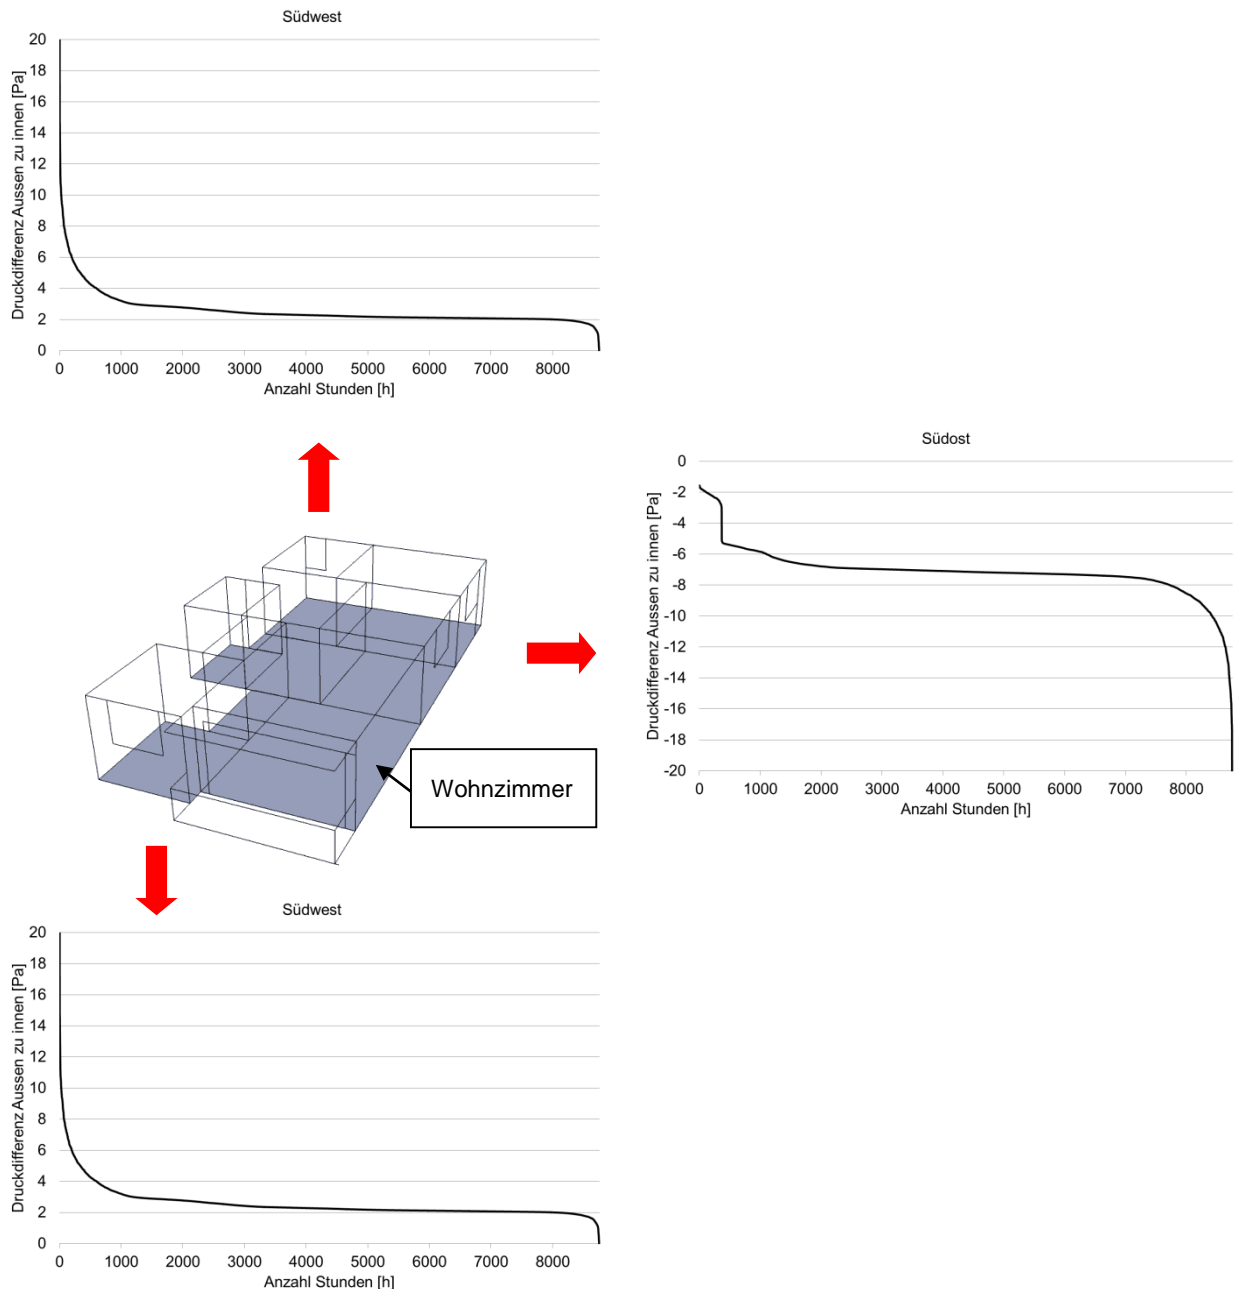 Südwest
Druckdifferenz Aussen zu innen [Pa]
20
18
16
14
12
10
8
6
4
2
0
0 1000 2000 3000 4000 5000 6000 7000 8000
Anzahl Stunden [h]
Südost
Druckdifferenz Aussen zu innen [Pa]
0
-2
-4
-6
-8
-10
-12
-14
-16
-18
-20
0 1000 2000 3000 4000 5000 6000 7000 8000
Anzahl Stunden [h]
Wohnzimmer
Südwest
Druckdifferenz Aussen zu innen [Pa]
20
18
16
14
12
10
8
6
4
2
0
0 1000 2000 3000 4000 5000 6000 7000 8000
Anzahl Stunden [h]